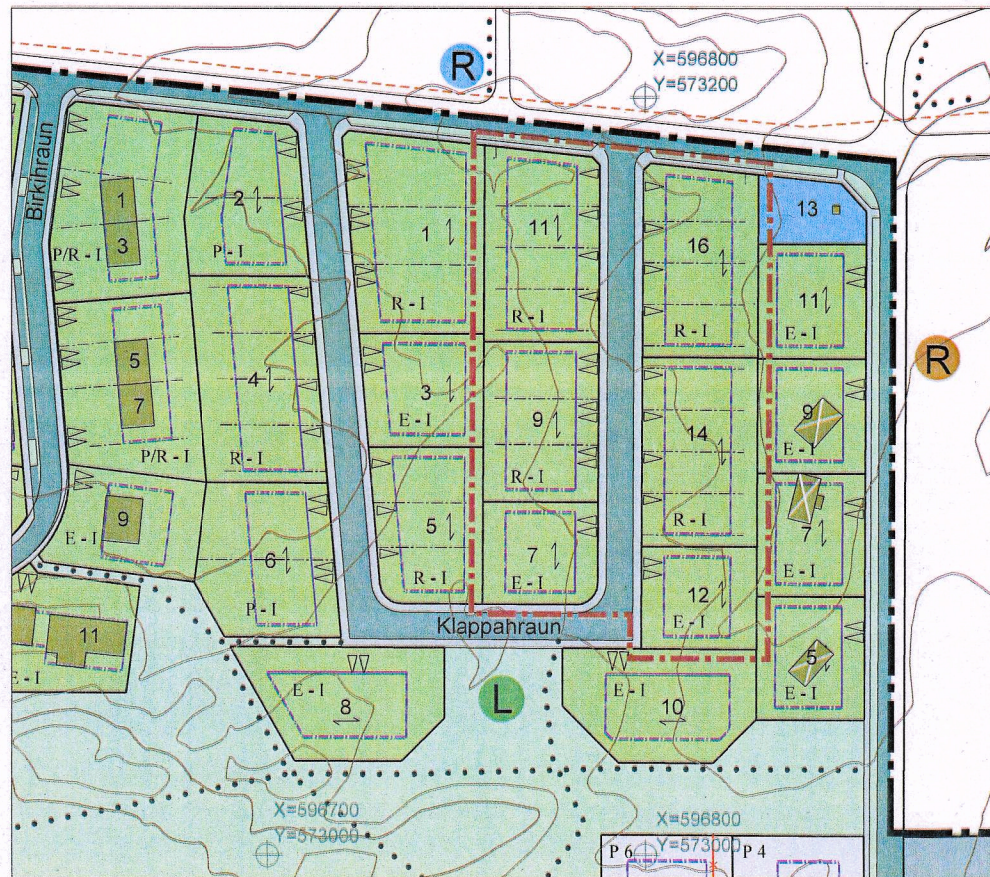 R
X=596800
Y=573200
Birkihraun
1
3
P/R - I
2
P - I
1
R - I
11
R - I
16
R - I
13
11
E - I
R
5
7
P/R - I
4
R - I
3
E - I
9
R - I
14
R - I
9
E - I
9
E - I
6
P - I
5
R - I
7
E - I
12
E - I
7
E - I
11
E - I
Klappahraun
E - I
8
L
E - I
10
5
E - I
X=596700
Y=573000
X=596800
Y=573000
P 6
P 4